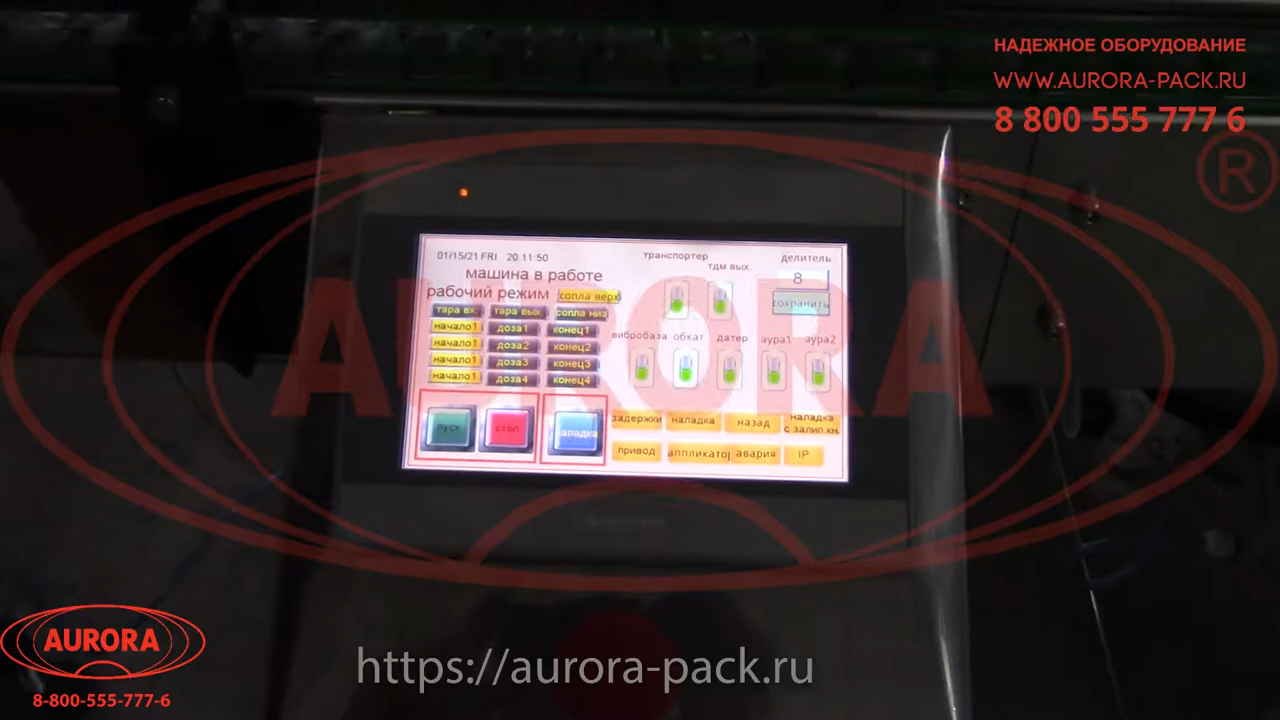 НАДЕЖНОЕ ОБОРУДОВАНИЕ
WWW.AURORA-PACK.RU
8 800 555 777 6
®
AURORA
01/15/21 FRI 20:11:50
транспортер
делитель
машина в работе
тдм вых.
8
рабочий режим
сопла верх
сохранить
тара вх. тара вых сопла низ
начало1 доза1 конец1
вибробаза обкат датер аура1 аура2
начало1 доза2 конец2
начало1 доза3 конец3
начало1 доза4 конец4
пуск стоп наладка
задержки наладка назад наладка
с залип.кн.
привод аппликатор авария IP
AURORA
8-800-555-777-6
https://aurora-pack.ru